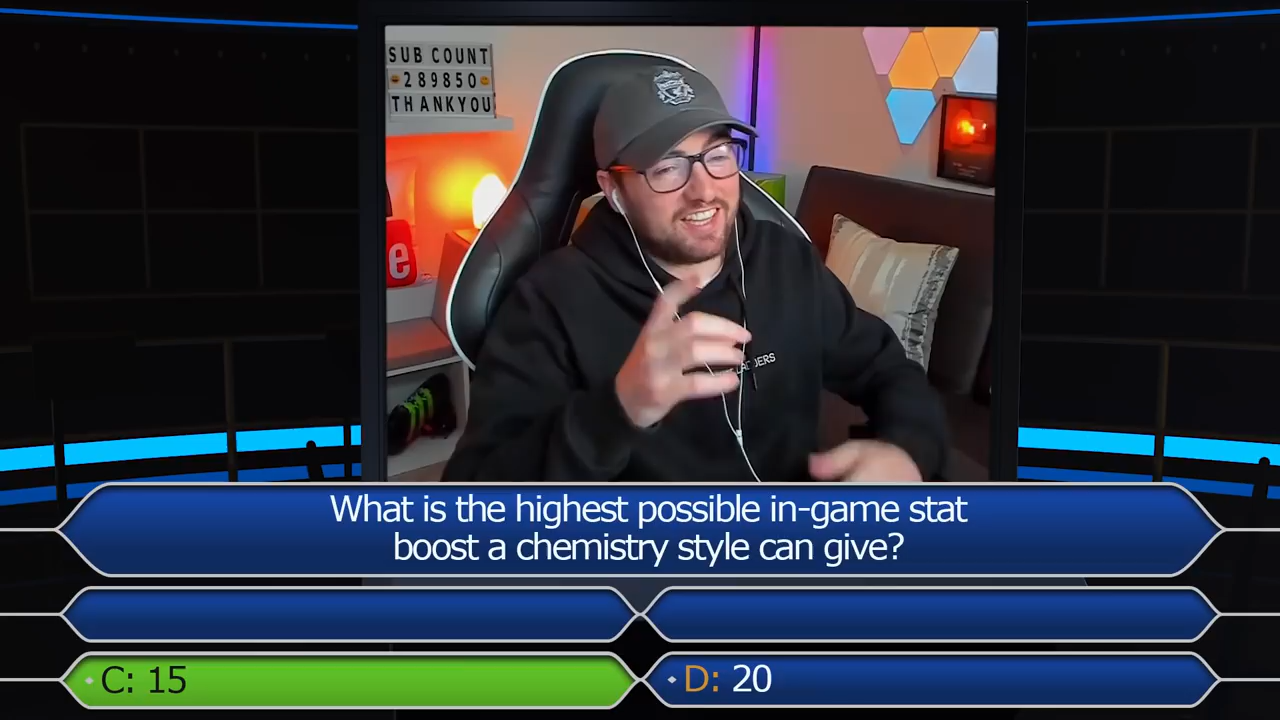 SUB COUNT
289850
THANKYOU
e
What is the highest possible in-game stat
boost a chemistry style can give?
C: 15
D: 20